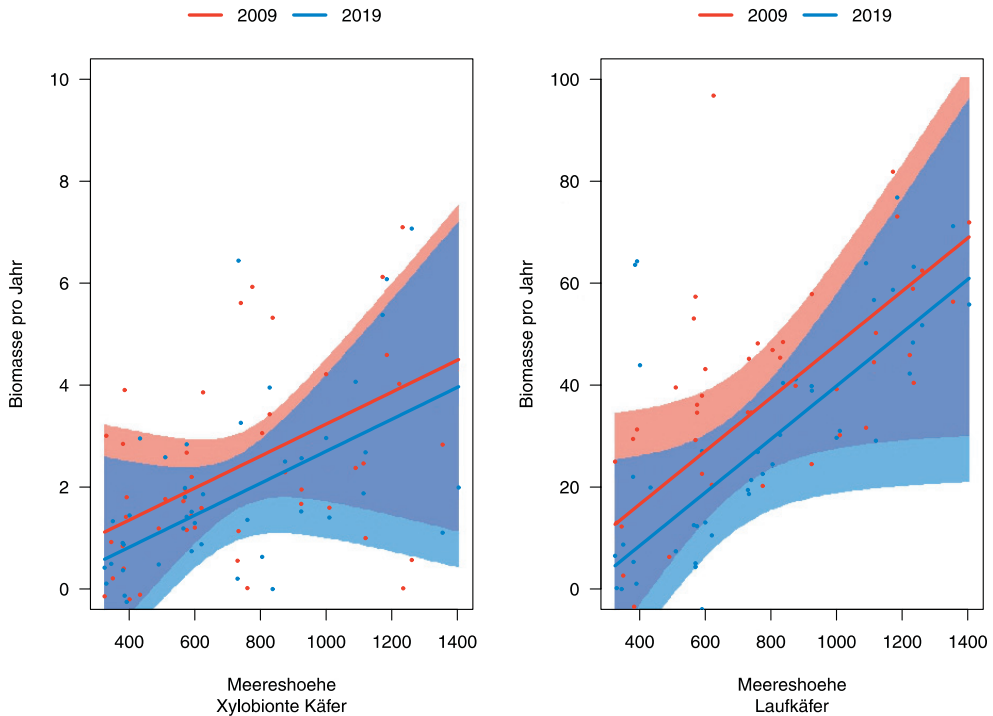 2009 2019
Biomasse pro Jahr
10
8
6
4
2
0
400 600 800 1000 1200 1400
Meereshoehe
Xylobionte Käfer
2009 2019
Biomasse pro Jahr
100
80
60
40
20
0
400 600 800 1000 1200 1400
Meereshoehe
Laufkäfer